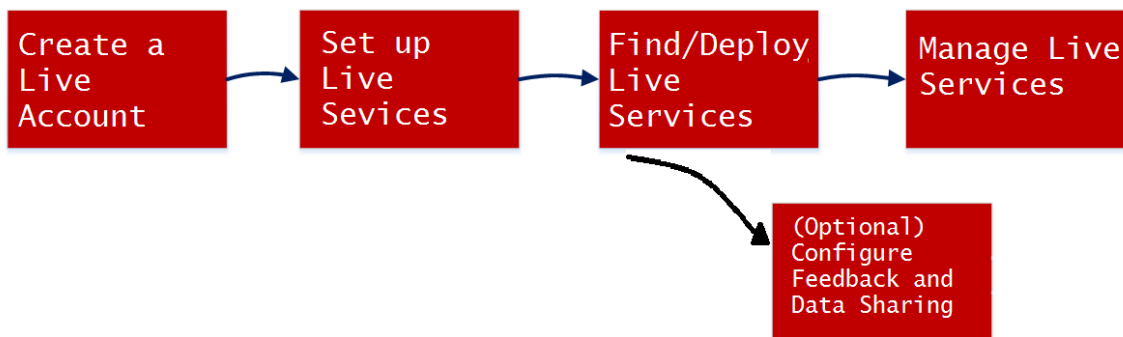 Create a
Live
Account
Set up
Live
Sevices
Find/Deploy
Live
Services
Manage Live
Services
(Optional)
Configure
Feedback and
Data Sharing